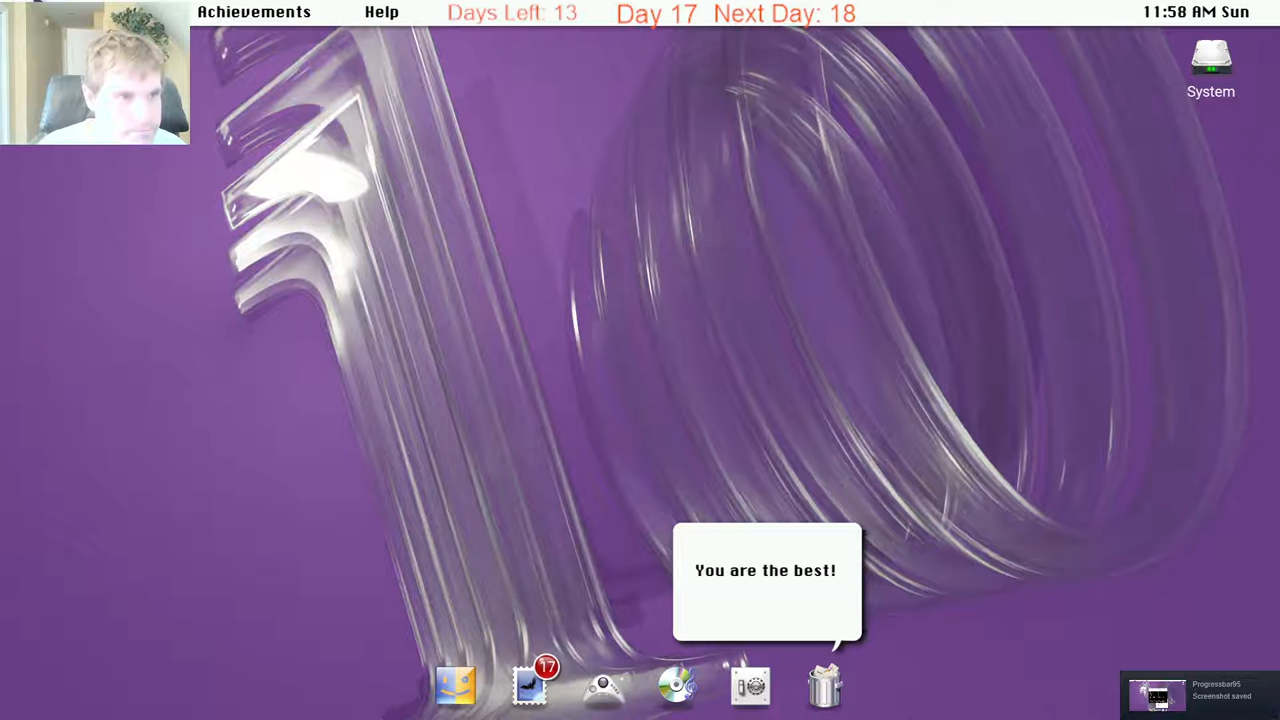 Achievements Help Days Left: 13 Day 17 Next Day: 18 11:58 AM Sun
System
You are the best!
17
Progressbar95
Screenshot saved